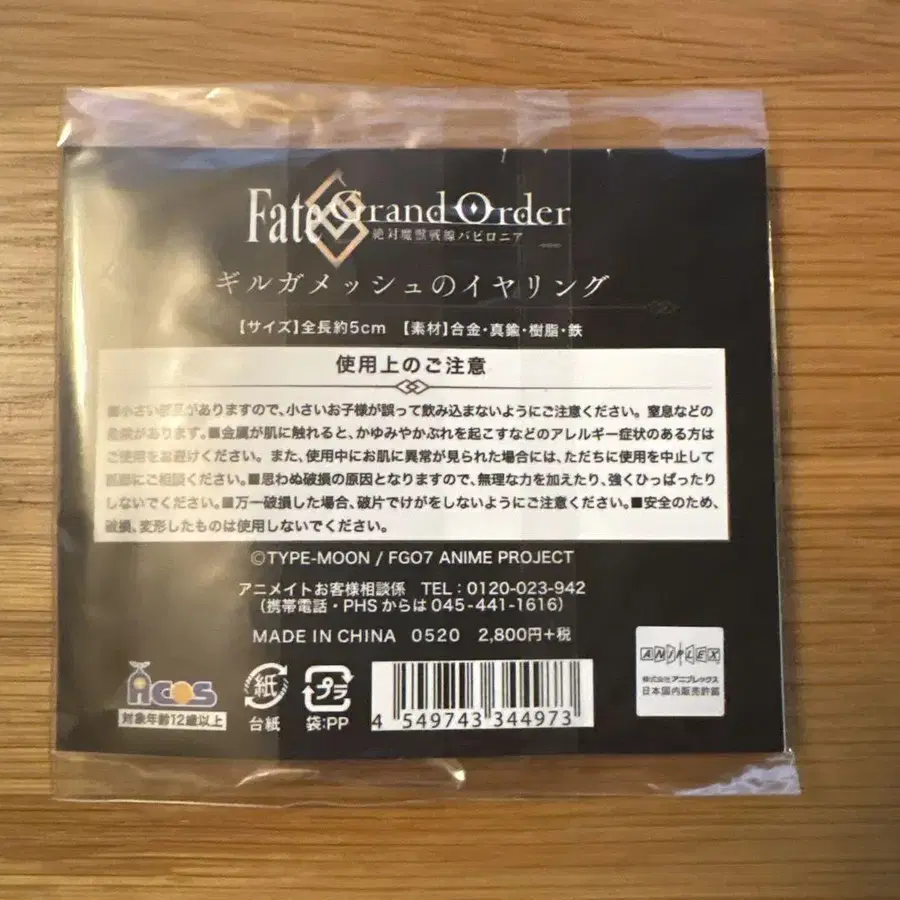 Fate Grand Order
絶対魔獣戦線バビロニア
ギルガメッシュのイヤリング
【サイズ】全長約5cm 【素材】合金・真鍮・樹脂・鉄
使用上のご注意
■小さい部品がありますので、小さいお子様が誤って飲み込まないようにご注意ください。窒息などの
危険があります。■金属が肌に触れると、かゆみやかぶれを起こすなどのアレルギー症状のある方は
ご使用をお避けください。また、使用中にお肌に異常が見られた場合には、ただちに使用を中止して
医師にご相談ください。■思わぬ破損の原因となりますので、無理な力を加えたり、強くひっぱったり
しないでください。■万一破損した場合、破片でけがをしないようにご注意ください。■安全のため、
破損、変形したものは使用しないでください。
©TYPE-MOON / FGO7 ANIME PROJECT
アニメイトお客様相談係 TEL：0120-023-942
（携帯電話・PHSからは045-441-1616）
MADE IN CHINA 0520 2,800円+税
ACOS
対象年齢12歳以上
紙
台紙
プラ
袋:PP
4 549743 344973
ANIPLEX
株式会社アニプレックス
日本国内販売許諾